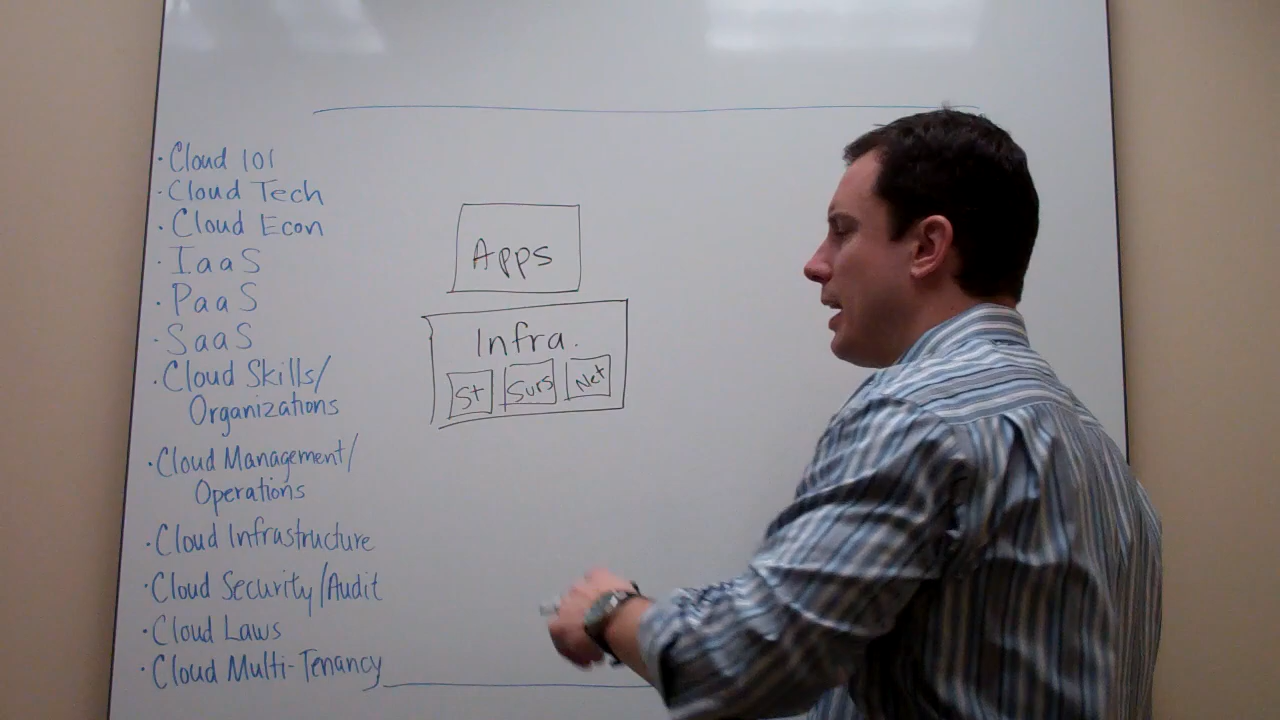 · Cloud 101
· Cloud Tech
· Cloud Econ
· IaaS
· PaaS
· SaaS
· Cloud Skills/
Organizations
· Cloud Management/
Operations
· Cloud Infrastructure
· Cloud Security/Audit
· Cloud Laws
· Cloud Multi-Tenancy
Apps
Infra.
St Survs Net